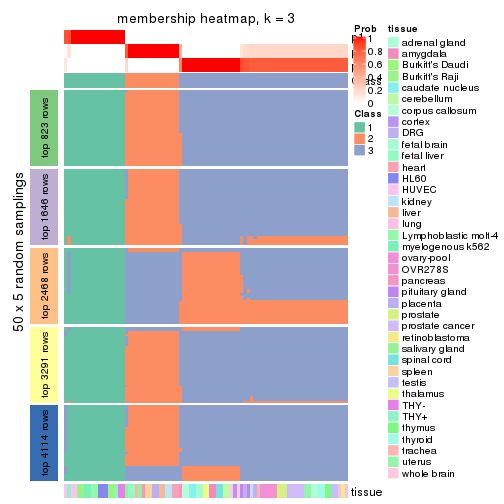 membership heatmap, k = 3
50 x 5 random samplings
top 823 rows
top 1646 rows
top 2468 rows
top 3291 rows
top 4114 rows
Prob
1
0.8
0.6
0.4
0.2
0
Class
1
2
3
tissue
adrenal gland
amygdala
Burkitt's Daudi
Burkitt's Raji
caudate nucleus
cerebellum
corpus callosum
cortex
DRG
fetal brain
fetal liver
heart
HL60
HUVEC
kidney
liver
lung
Lymphoblastic molt-4
myelogenous k562
ovary-pool
OVR278S
pancreas
pituitary gland
placenta
prostate
prostate cancer
retinoblastoma
salivary gland
spinal cord
spleen
testis
thalamus
THY-
THY+
thymus
thyroid
trachea
uterus
whole brain
tissue